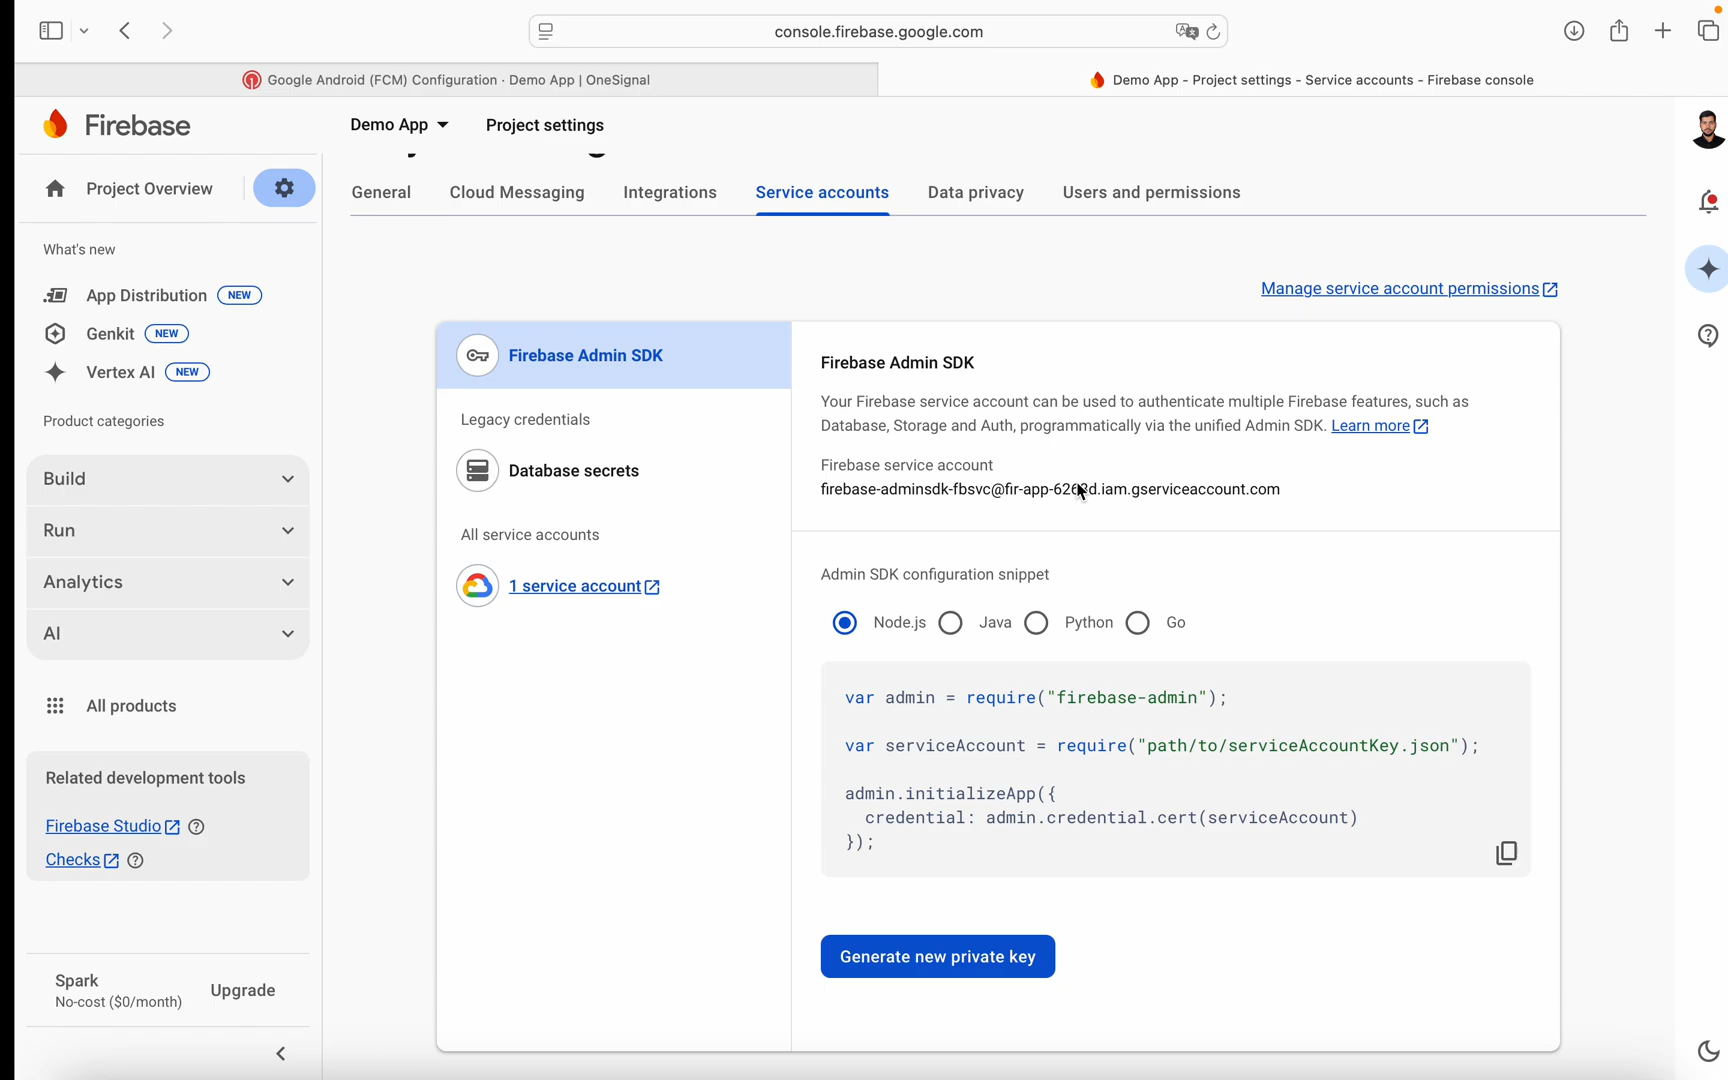 console.firebase.google.com
Google Android (FCM) Configuration · Demo App | OneSignal
Demo App - Project settings - Service accounts - Firebase console
Firebase
Demo App
Project settings
Project Overview
General
Cloud Messaging
Integrations
Service accounts
Data privacy
Users and permissions
What's new
App Distribution NEW
Genkit NEW
Vertex AI NEW
Product categories
Build
Run
Analytics
AI
All products
Related development tools
Firebase Studio
Checks
Spark
No-cost ($0/month)
Upgrade
Manage service account permissions
Firebase Admin SDK
Legacy credentials
Database secrets
All service accounts
1 service account
Firebase Admin SDK
Your Firebase service account can be used to authenticate multiple Firebase features, such as
Database, Storage and Auth, programmatically via the unified Admin SDK. Learn more
Firebase service account
Admin SDK configuration snippet
Node.js
Java
Python
Go
var admin = require("firebase-admin");
var serviceAccount = require("path/to/serviceAccountKey.json");
admin.initializeApp({
credential: admin.credential.cert(serviceAccount)
});
Generate new private key